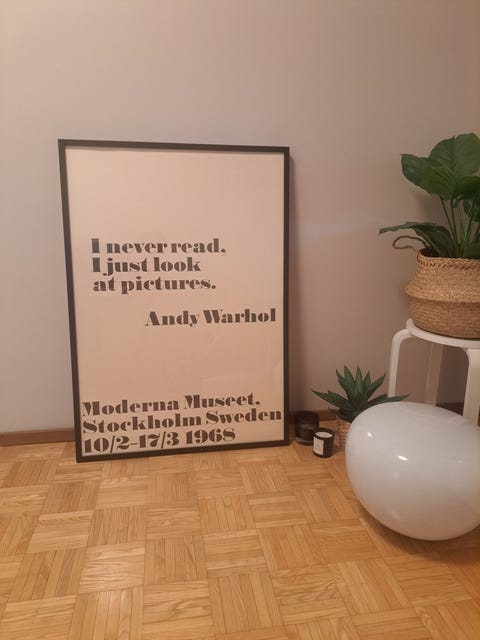 I never read,
I just look
at pictures.
Andy Warhol
Moderna Museet,
Stockholm Sweden
10/2–17/3 1968